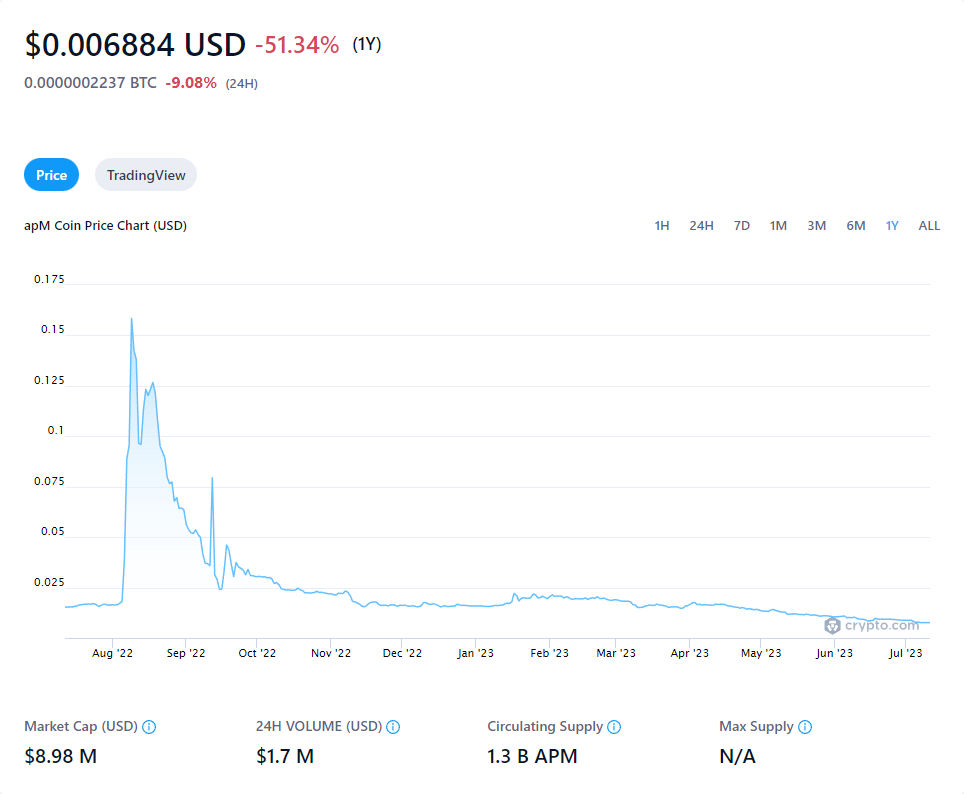 $0.006884 USD -51.34% (1Y)
0.0000002237 BTC -9.08% (24H)
Price TradingView
apM Coin Price Chart (USD) 1H 24H 7D 1M 3M 6M 1Y ALL
0.175
0.15
0.125
0.1
0.075
0.05
0.025
crypto.com
Aug '22 Sep '22 Oct '22 Nov '22 Dec '22 Jan '23 Feb '23 Mar '23 Apr '23 May '23 Jun '23 Jul '23
Market Cap (USD) 24H VOLUME (USD) Circulating Supply Max Supply
$8.98 M $1.7 M 1.3 B APM N/A